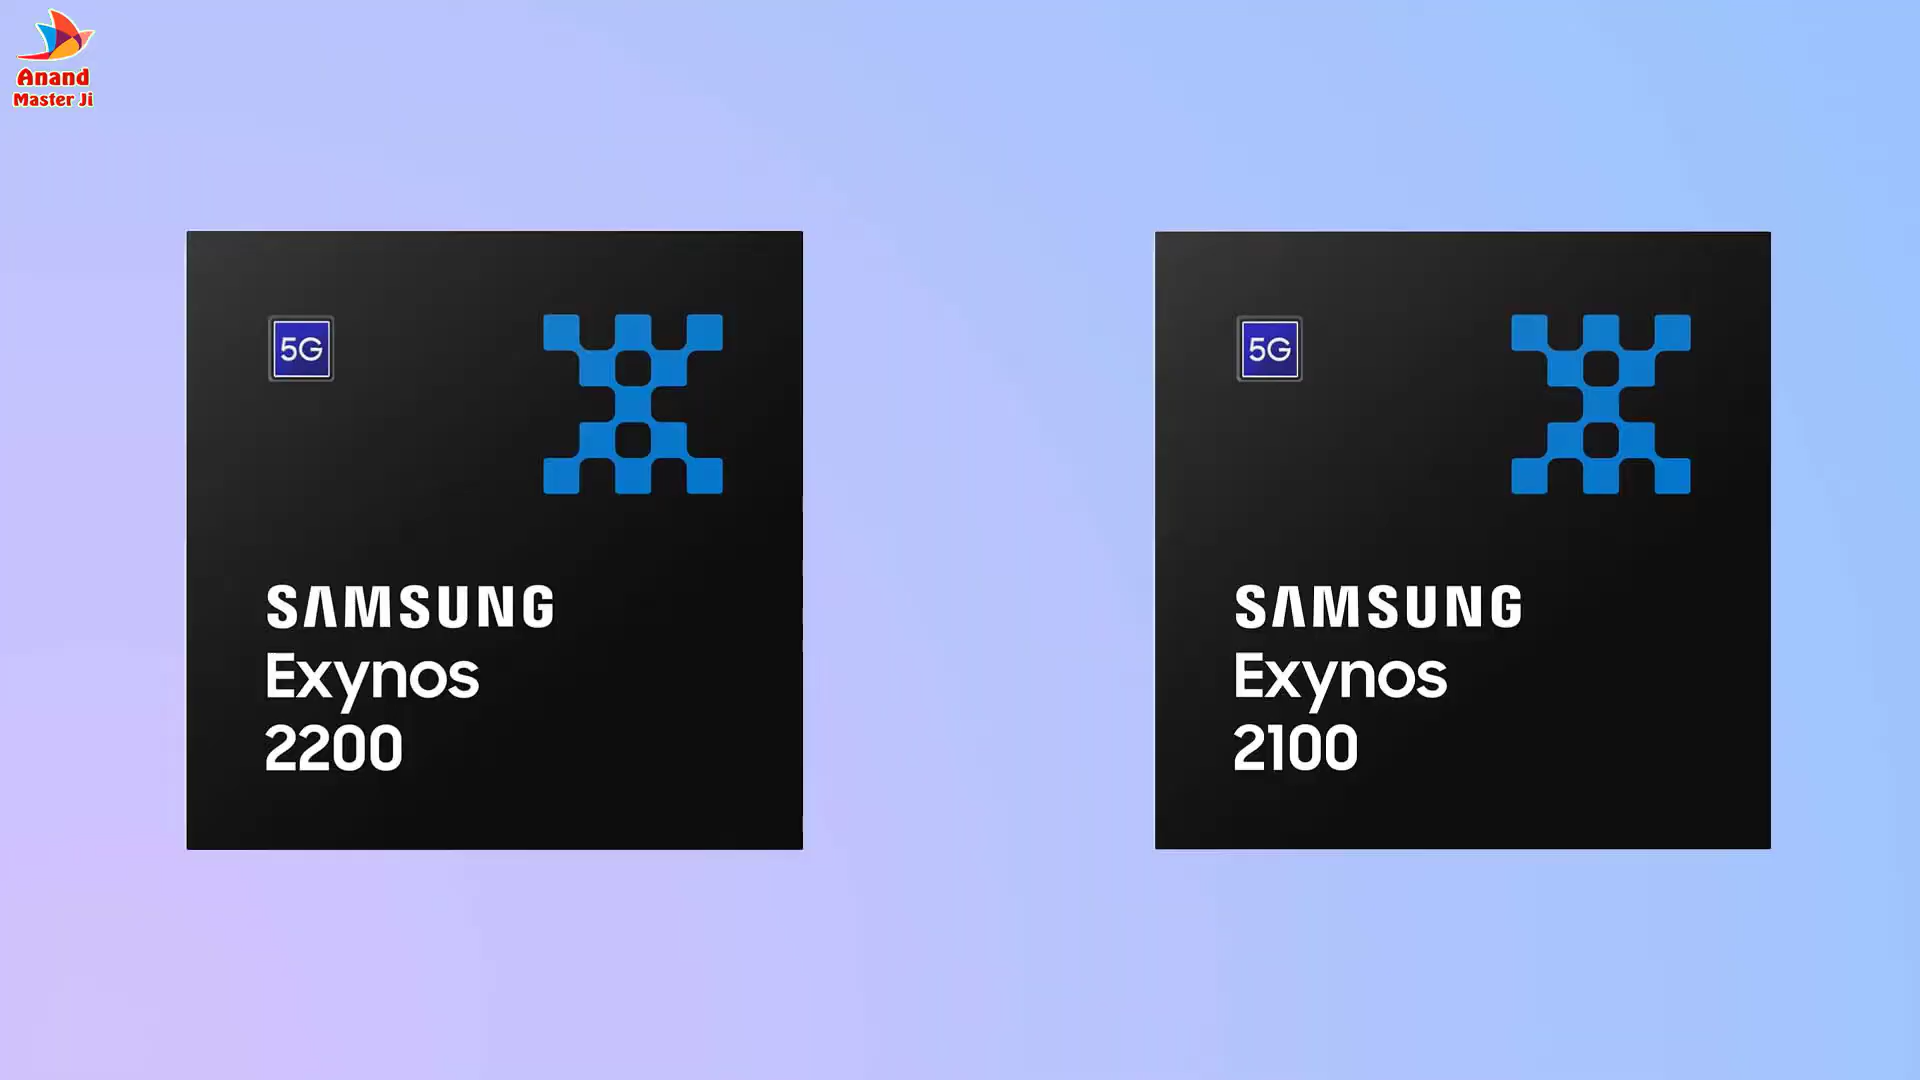 Anand
Master Ji
5G
SAMSUNG
Exynos
2200
5G
SAMSUNG
Exynos
2100